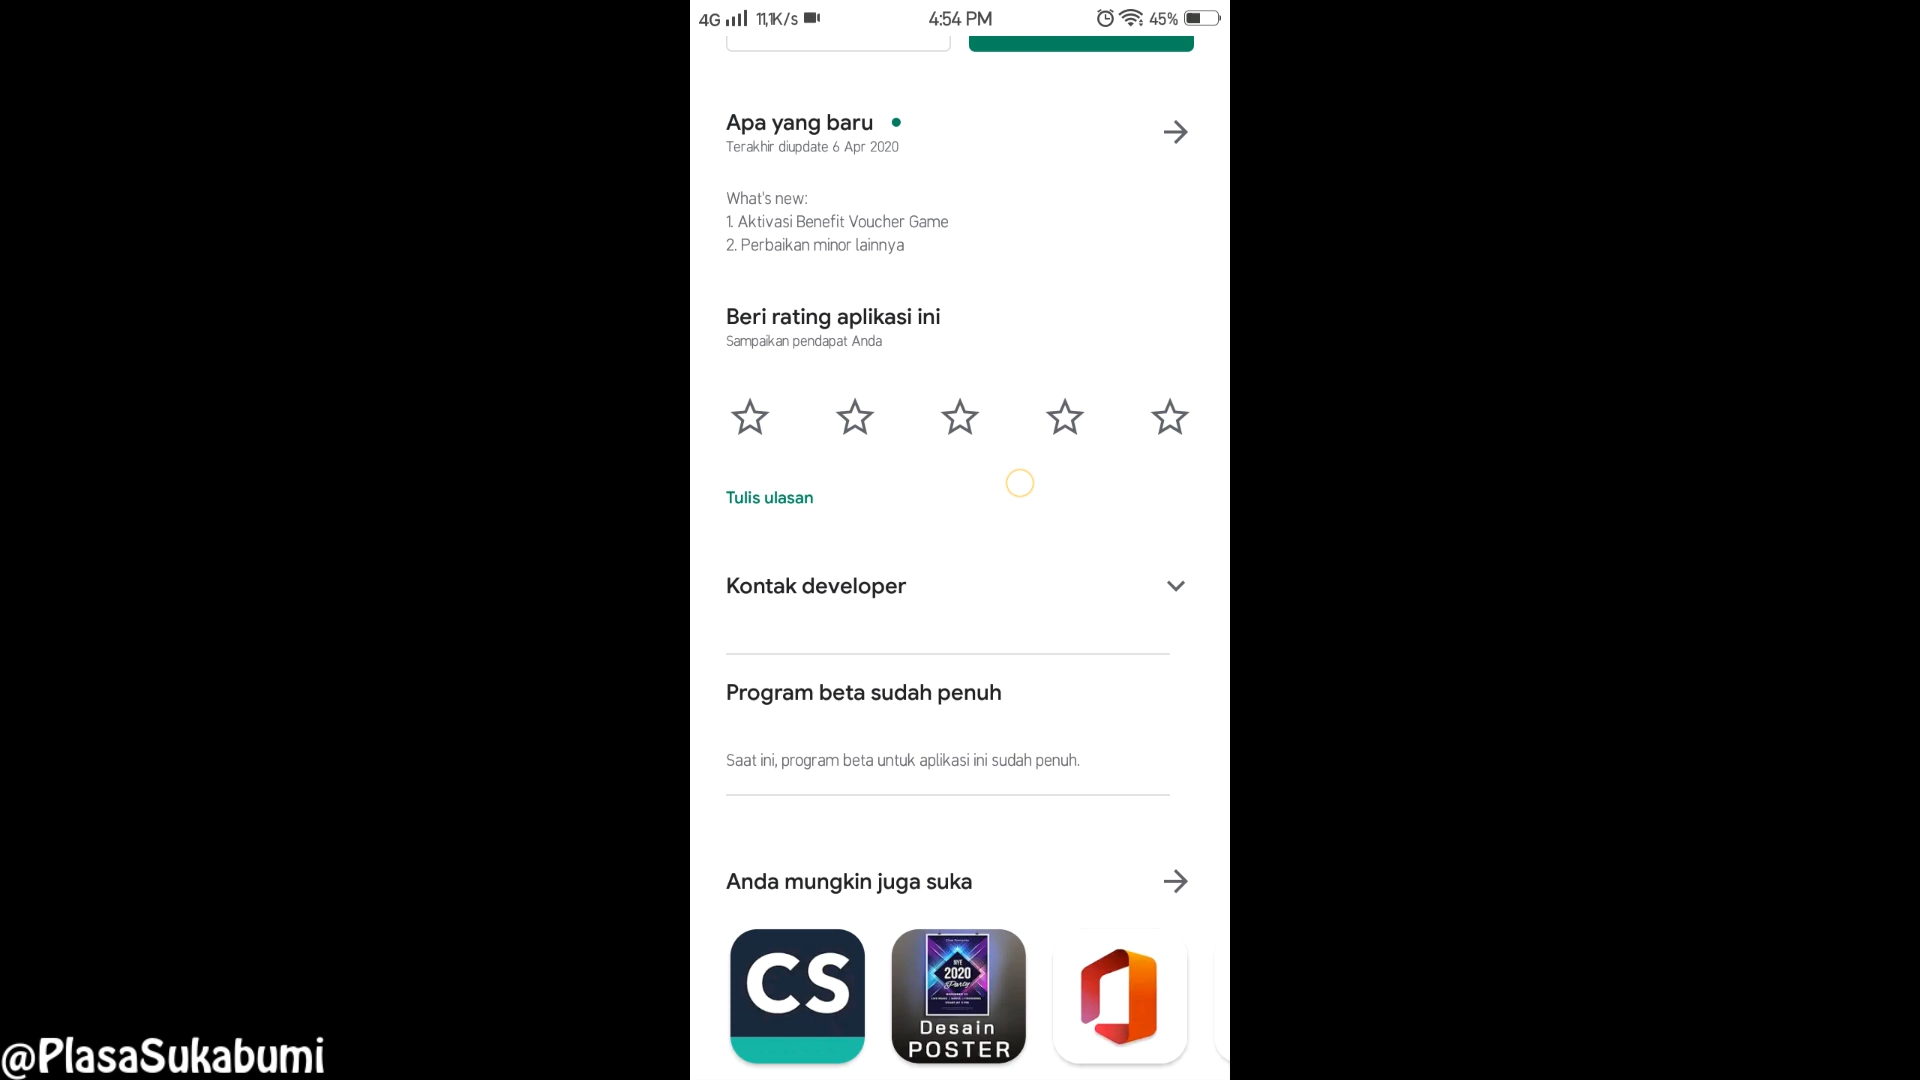 4G 11,1K/s 4:54 PM 45%
Apa yang baru
Terakhir diupdate 6 Apr 2020
What's new:
1. Aktivasi Benefit Voucher Game
2. Perbaikan minor lainnya
Beri rating aplikasi ini
Sampaikan pendapat Anda
Tulis ulasan
Kontak developer
Program beta sudah penuh
Saat ini, program beta untuk aplikasi ini sudah penuh.
Anda mungkin juga suka
CS
NYE
2020
Party
Desain
POSTER
@PlasaSukabumi